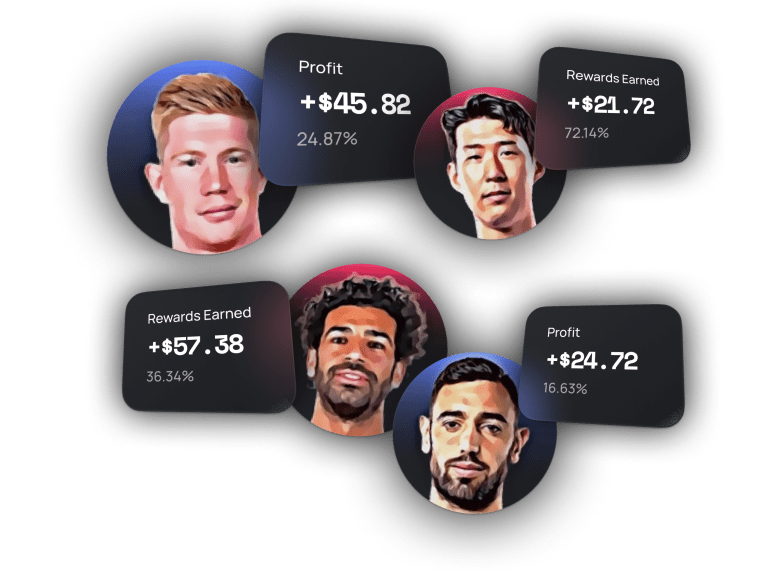 Profit
+$45.82
24.87%
Rewards Earned
+$21.72
72.14%
Rewards Earned
+$57.38
36.34%
Profit
+$24.72
16.63%